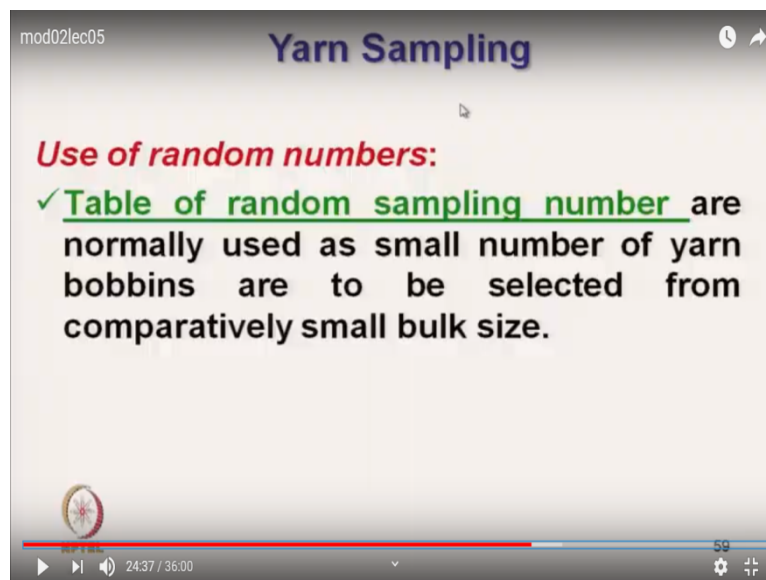 mod02lec05
Yarn Sampling
Use of random numbers:
✓ Table of random sampling number are
normally used as small number of yarn
bobbins are to be selected from
comparatively small bulk size.
NPTEL
59
24:37 / 36:00